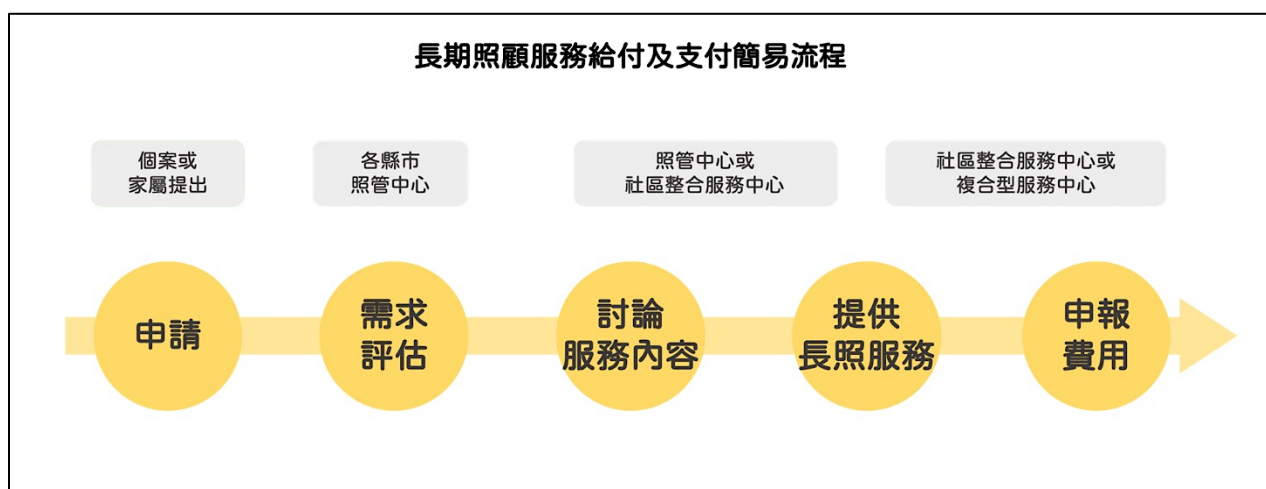 長期照顧服務給付及支付簡易流程
個案或
家屬提出
各縣市
照管中心
照管中心或
社區整合服務中心
社區整合服務中心或
複合型服務中心
申請
需求
評估
討論
服務內容
提供
長照服務
申報
費用